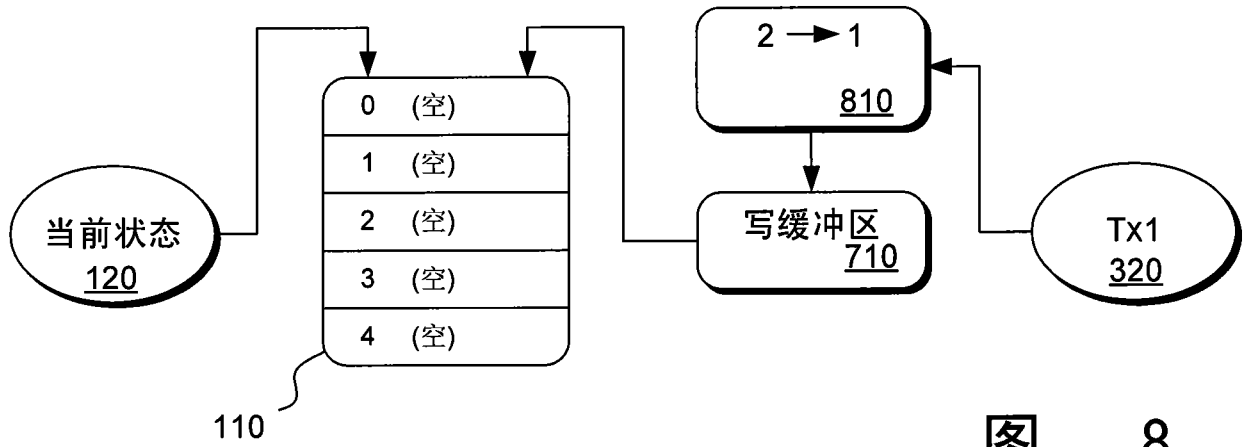 当前状态
120
0 (空)
1 (空)
2 (空)
3 (空)
4 (空)
110
2 → 1
810
写缓冲区
710
Tx1
320
图 8